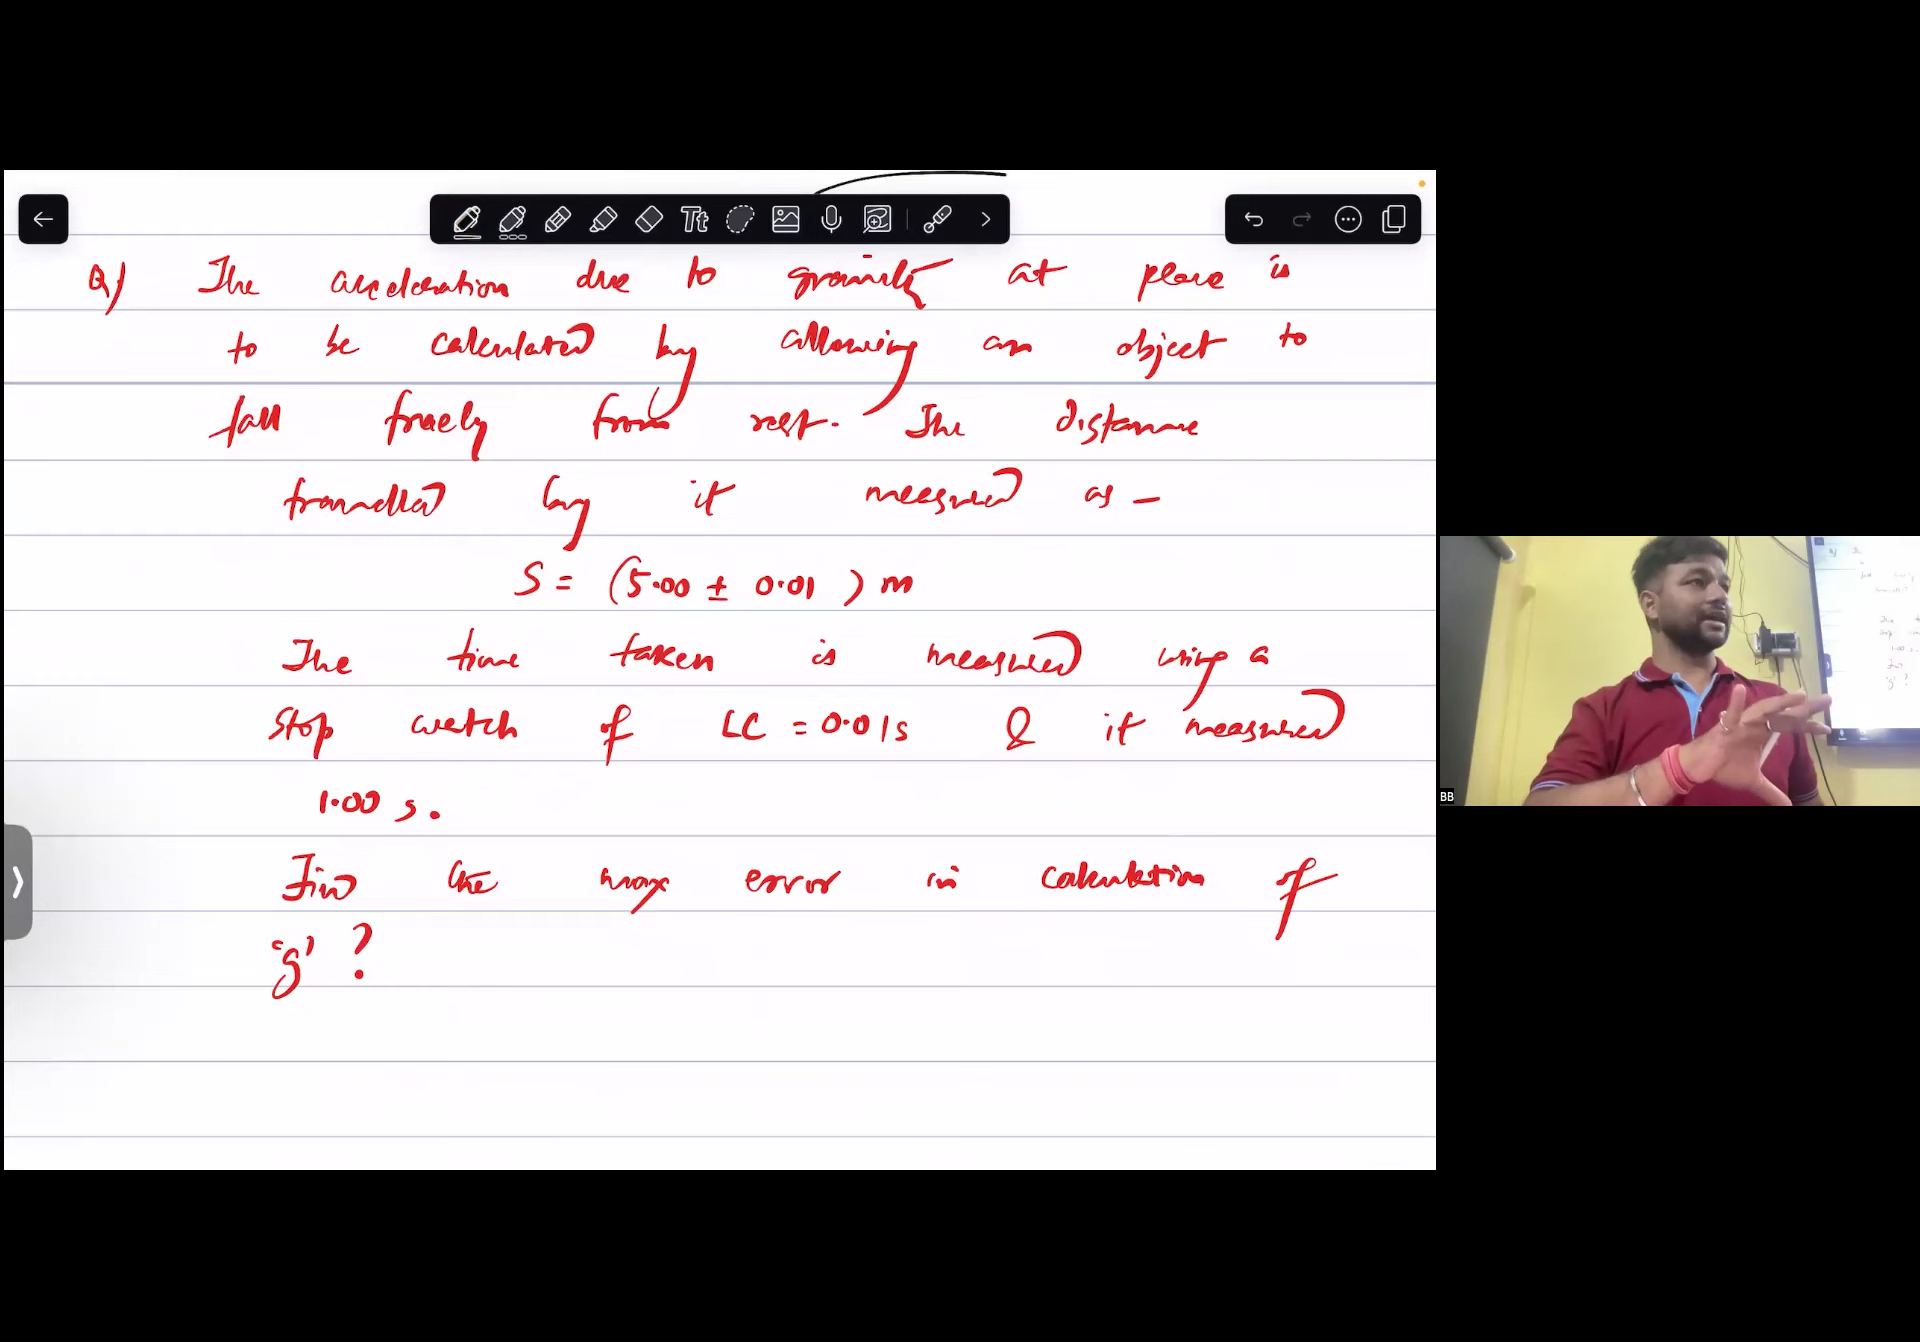 Q) The acceleration due to gravity at place is
to be calculated by allowing an object to
fall freely from rest. The distance
travelled by it measured as –
S = (5.00 ± 0.01) m
The time taken is measured using a
Stop watch of LC = 0.01s & it measured
1.00 s.
Find the max error in calculation of
'g' ?
Tt
BB